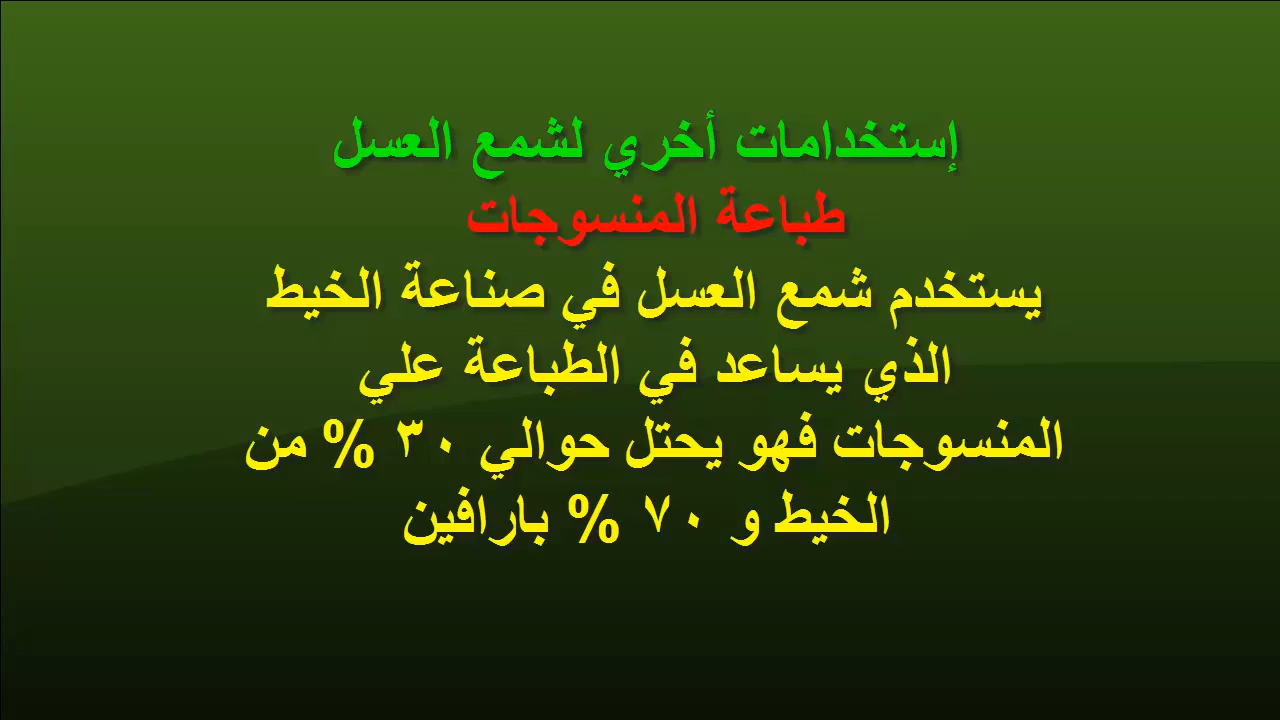 إستخدامات أخري لشمع العسل
طباعة المنسوجات
يستخدم شمع العسل في صناعة الخيط
الذي يساعد في الطباعة علي
المنسوجات فهو يحتل حوالي ٣٠ % من
الخيط و ٧٠ % بارافين